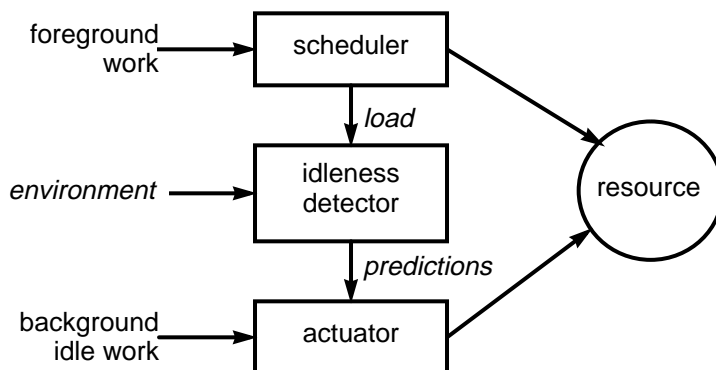 foreground
work
scheduler
load
environment
idleness
detector
resource
predictions
background
idle work
actuator